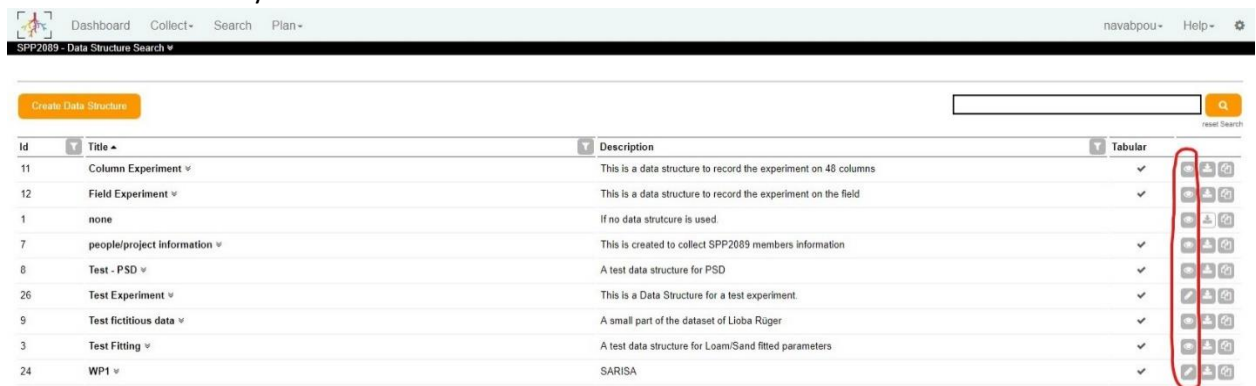 Dashboard Collect Search Plan navabpou Help
SPP2089 - Data Structure Search
Create Data Structure
reset Search
Id Title Description Tabular
11 Column Experiment This is a data structure to record the experiment on 48 columns
12 Field Experiment This is a data structure to record the experiment on the field
1 none If no data strutcure is used.
7 people/project information This is created to collect SPP2089 members information
8 Test - PSD A test data structure for PSD
26 Test Experiment This is a Data Structure for a test experiment.
9 Test fictitious data A small part of the dataset of Lioba Rüger
3 Test Fitting A test data structure for Loam/Sand fitted parameters
24 WP1 SARISA